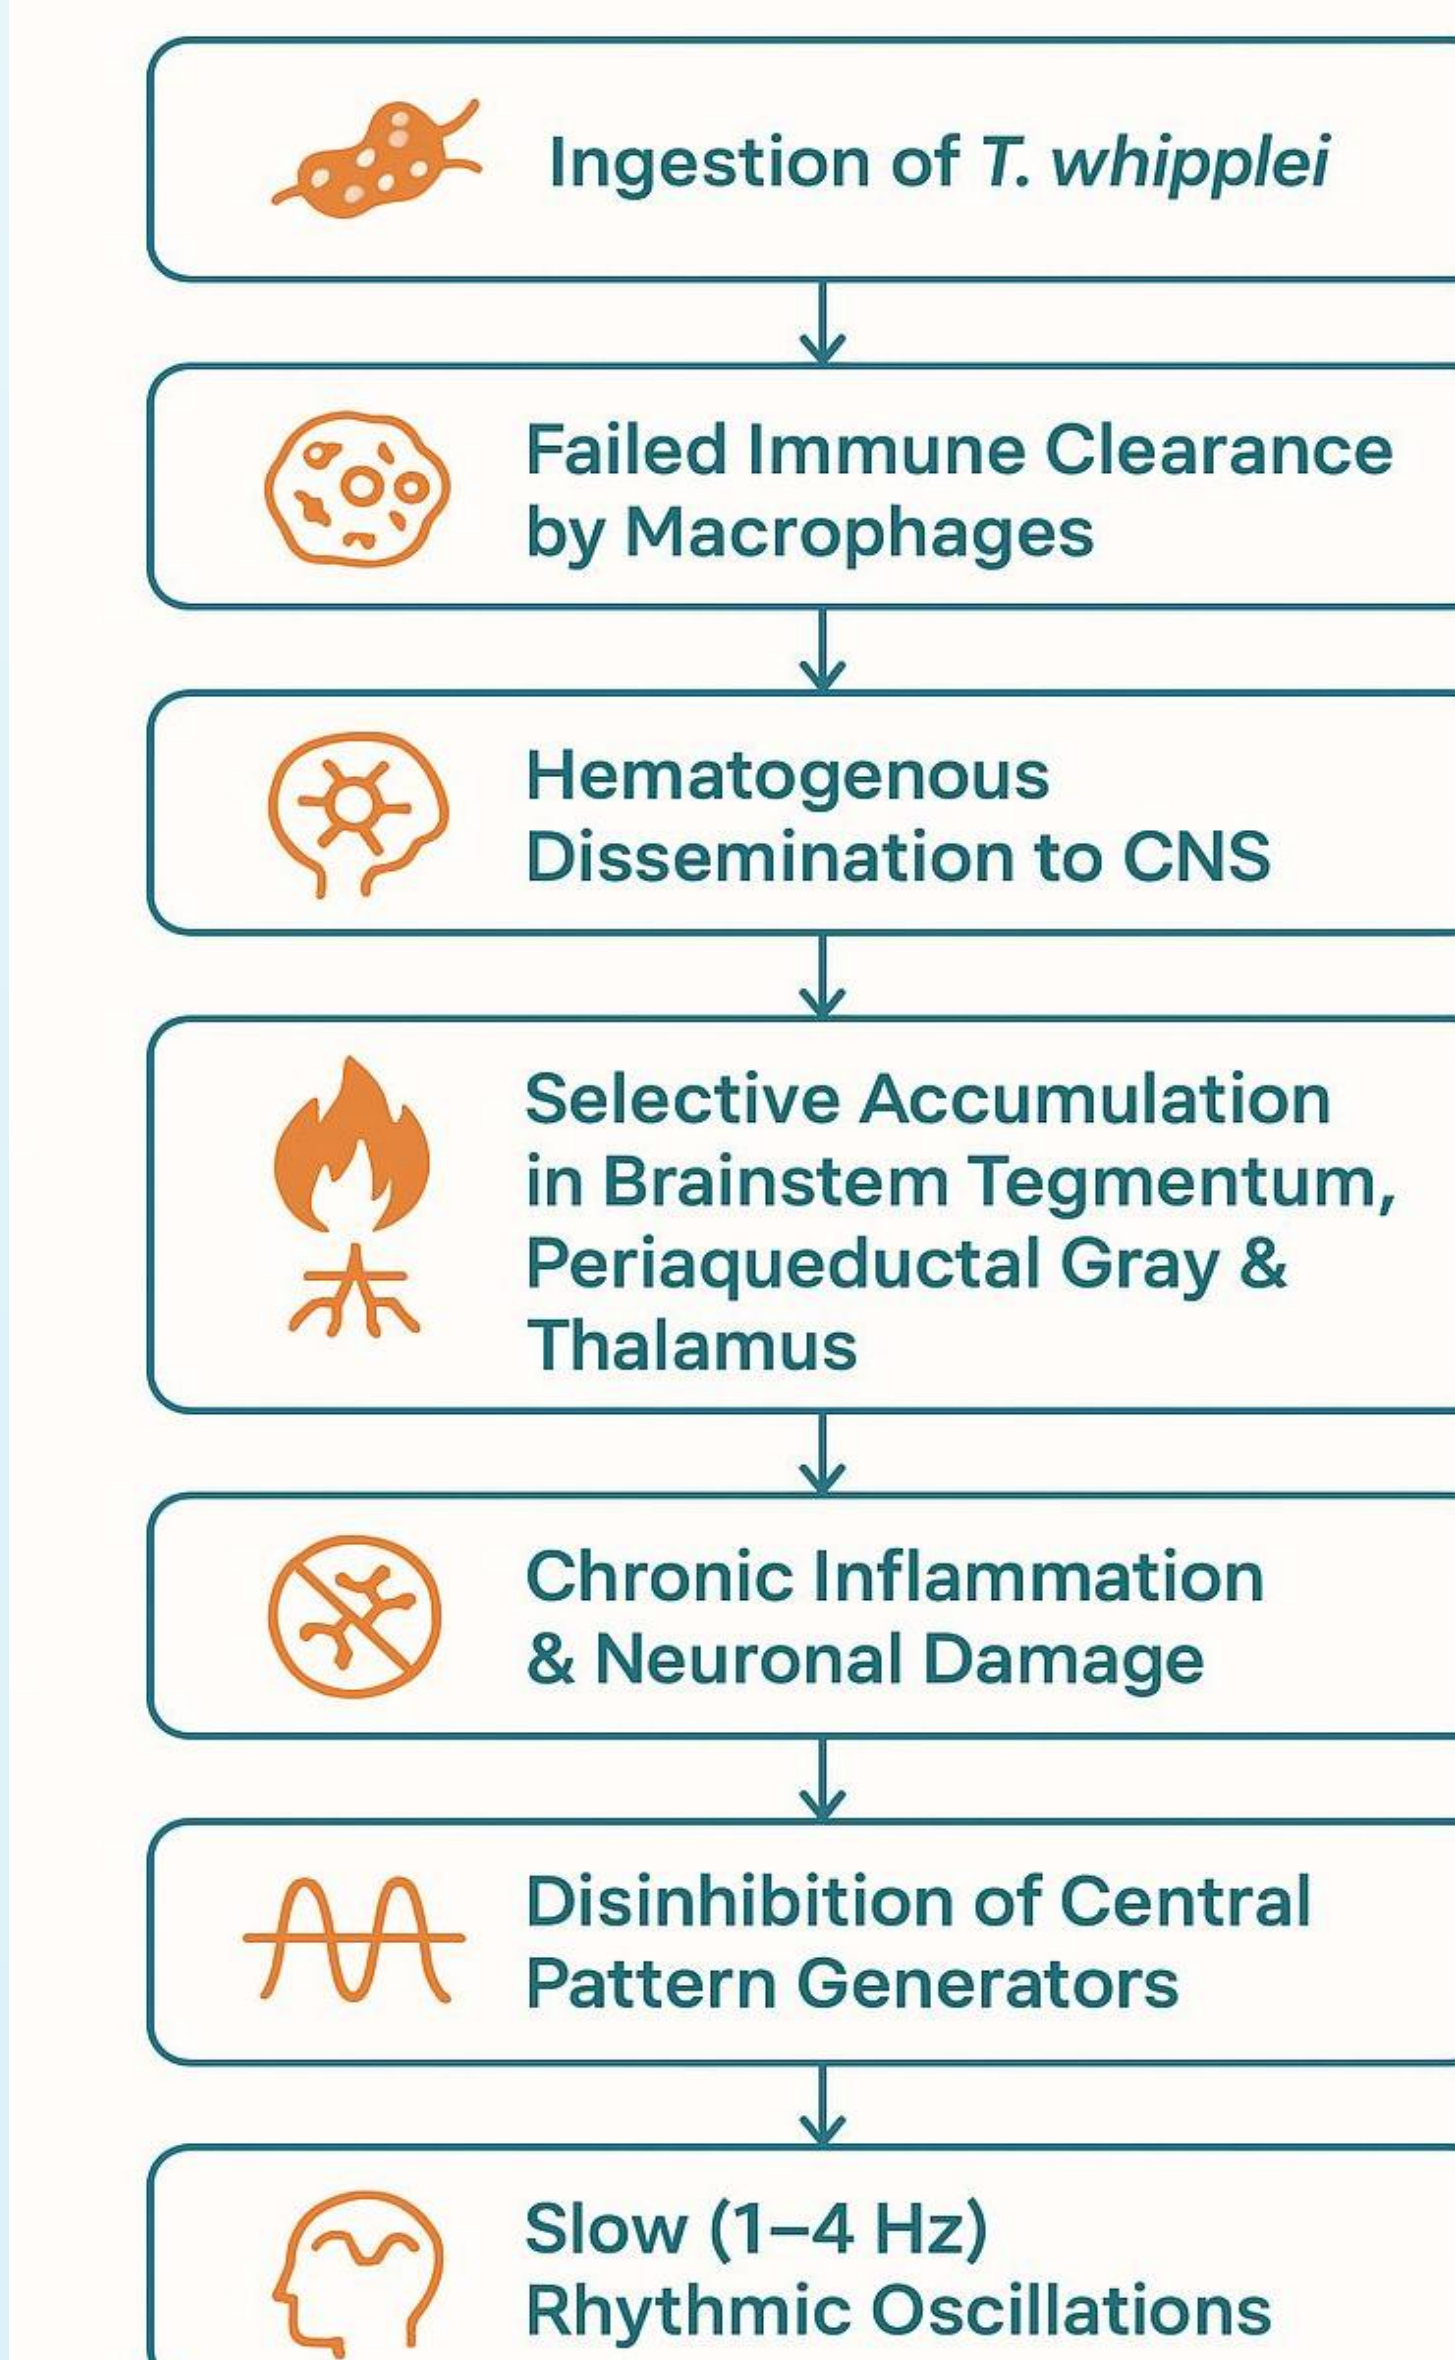 Ingestion of T. whipplei
Failed Immune Clearance
by Macrophages
Hematogenous
Dissemination to CNS
Selective Accumulation
in Brainstem Tegmentum,
Periaqueductal Gray &
Thalamus
Chronic Inflammation
& Neuronal Damage
Disinhibition of Central
Pattern Generators
Slow (1–4 Hz)
Rhythmic Oscillations